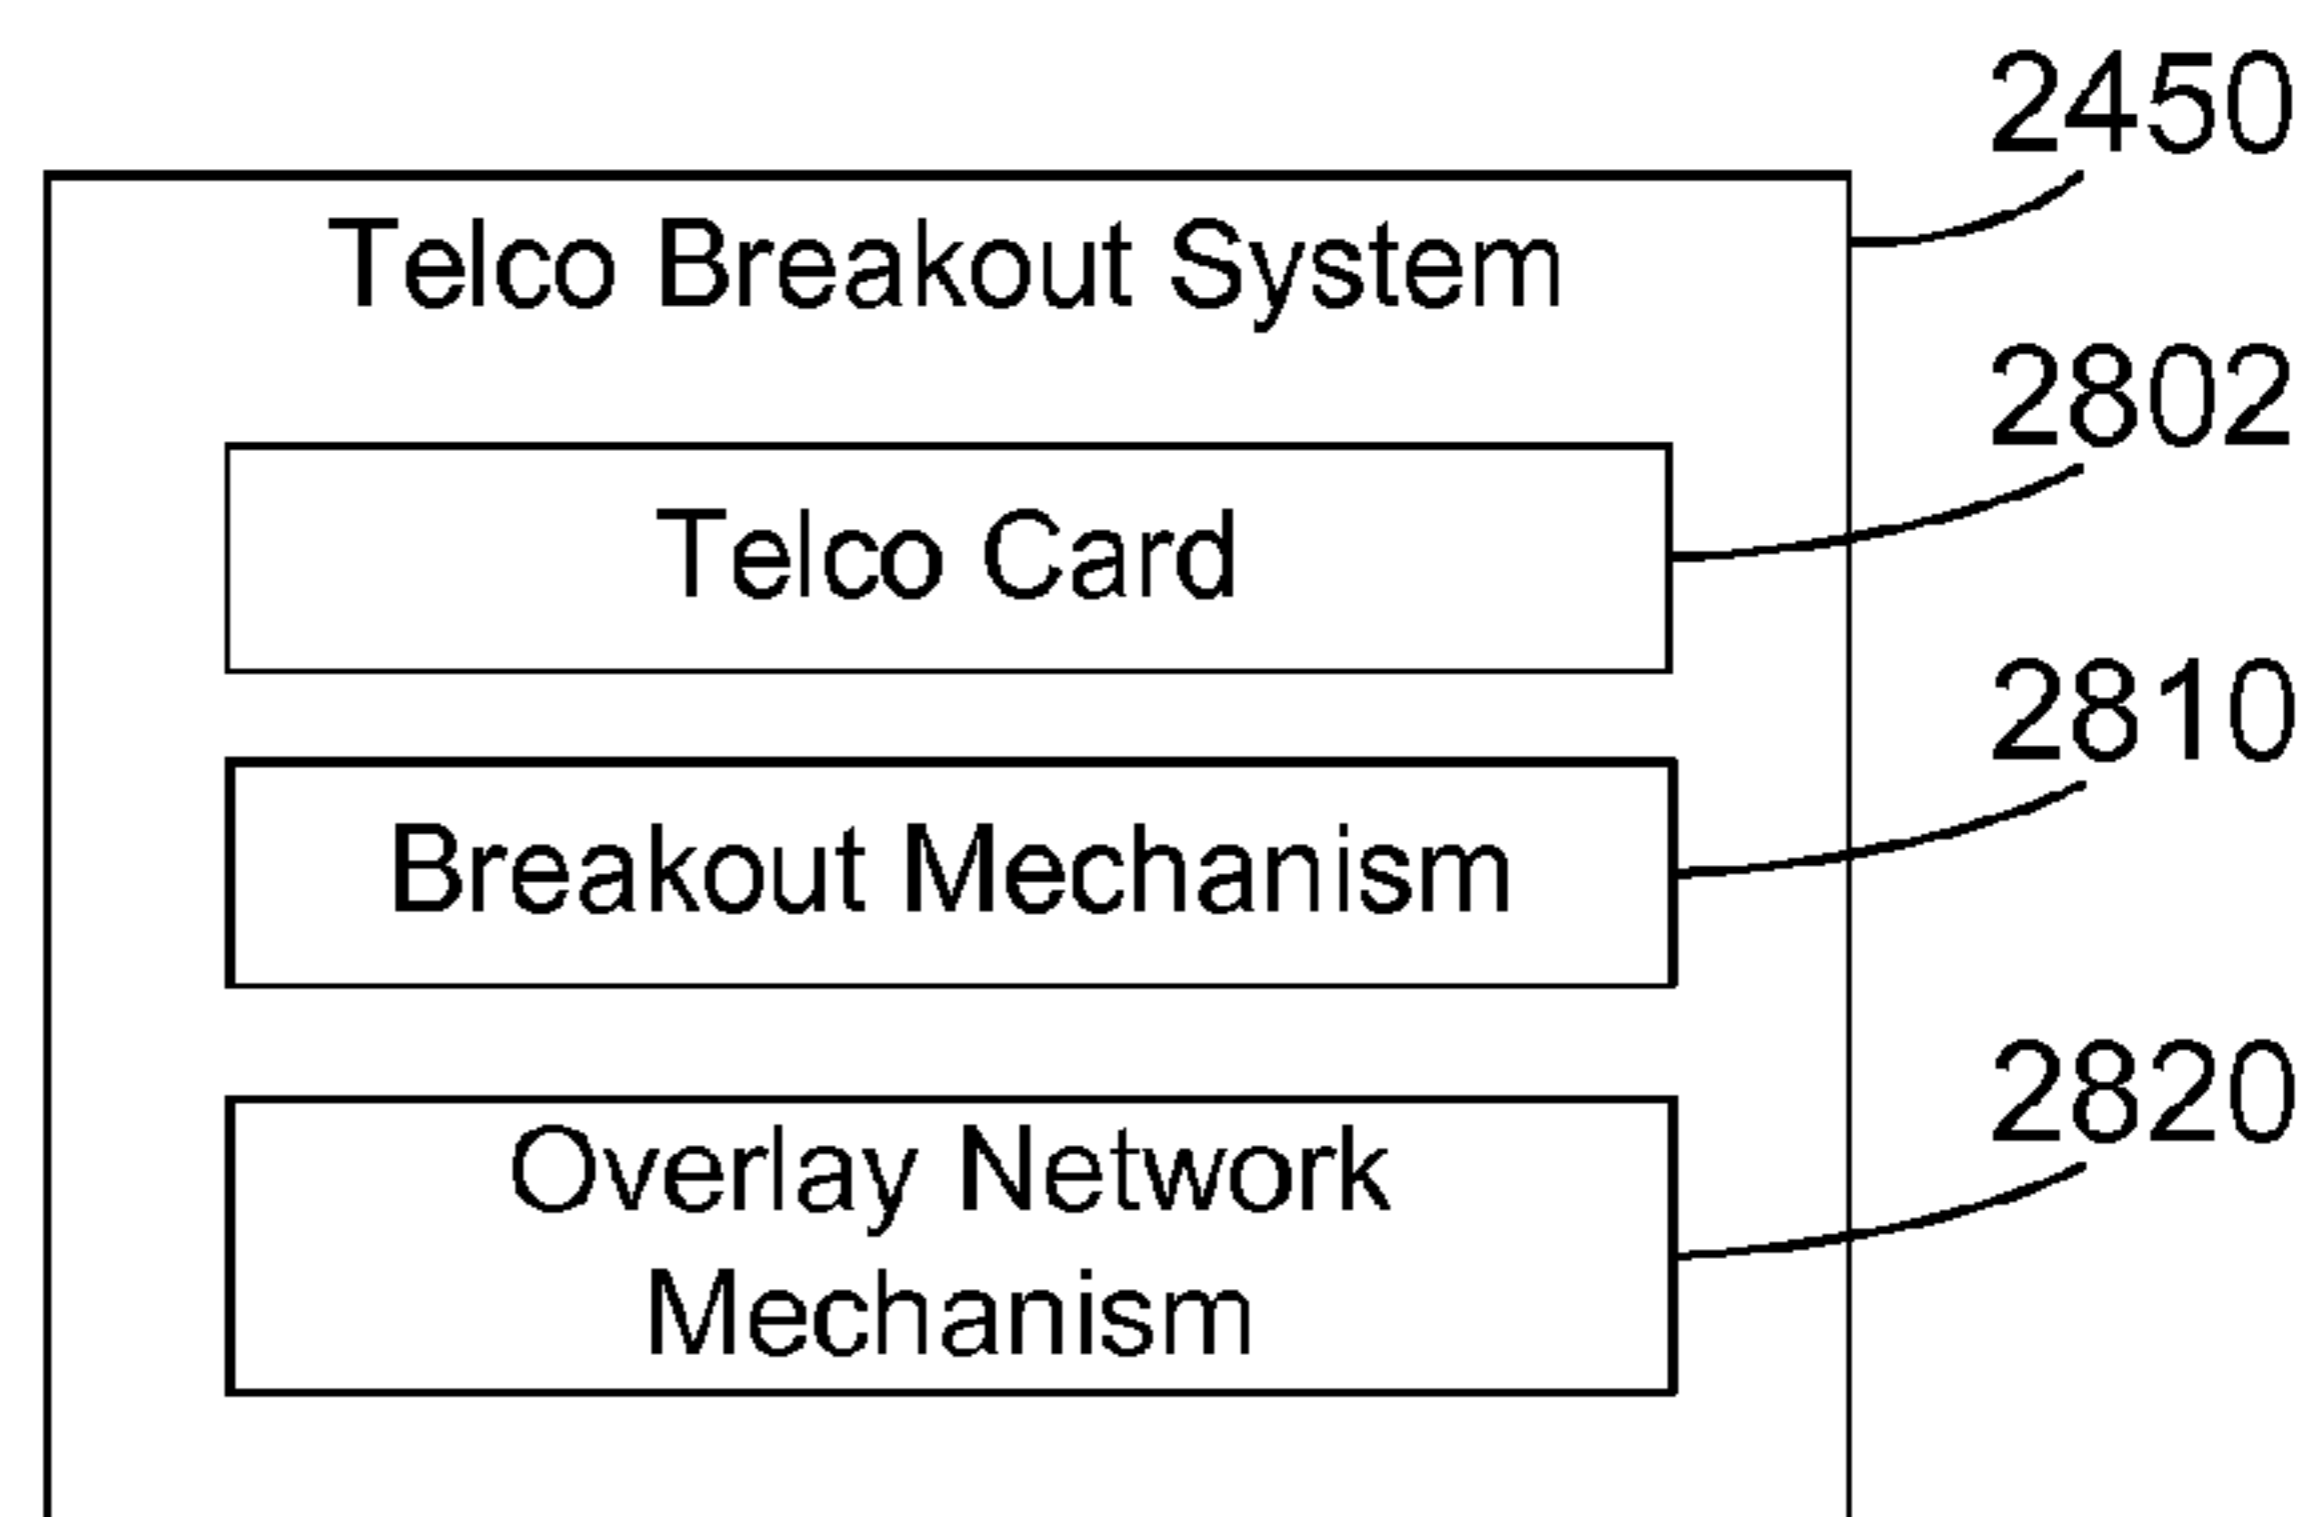 2450
Telco Breakout System
2802
Telco Card
2810
Breakout Mechanism
2820
Overlay Network
Mechanism